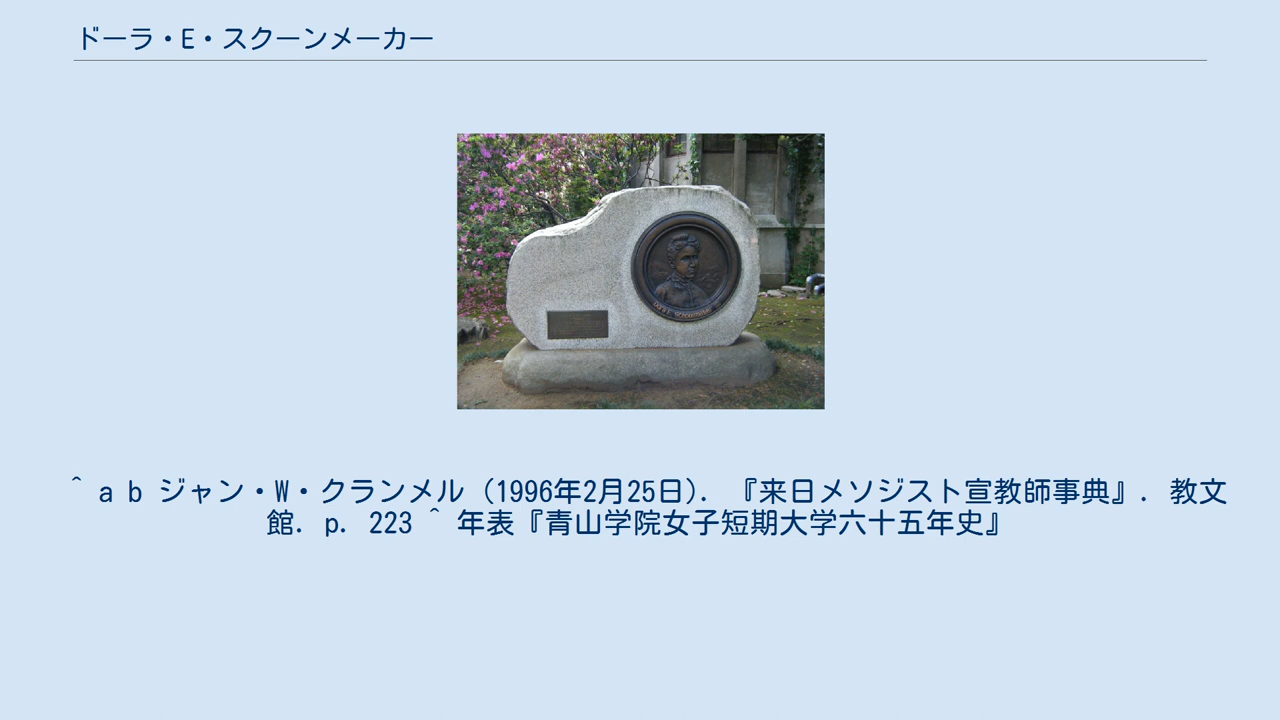 ドーラ・E・スクーンメーカー
^ a b ジャン・W・クランメル (1996年2月25日). 『来日メソジスト宣教師事典』. 教文
館. p. 223 ^ 年表『青山学院女子短期大学六十五年史』